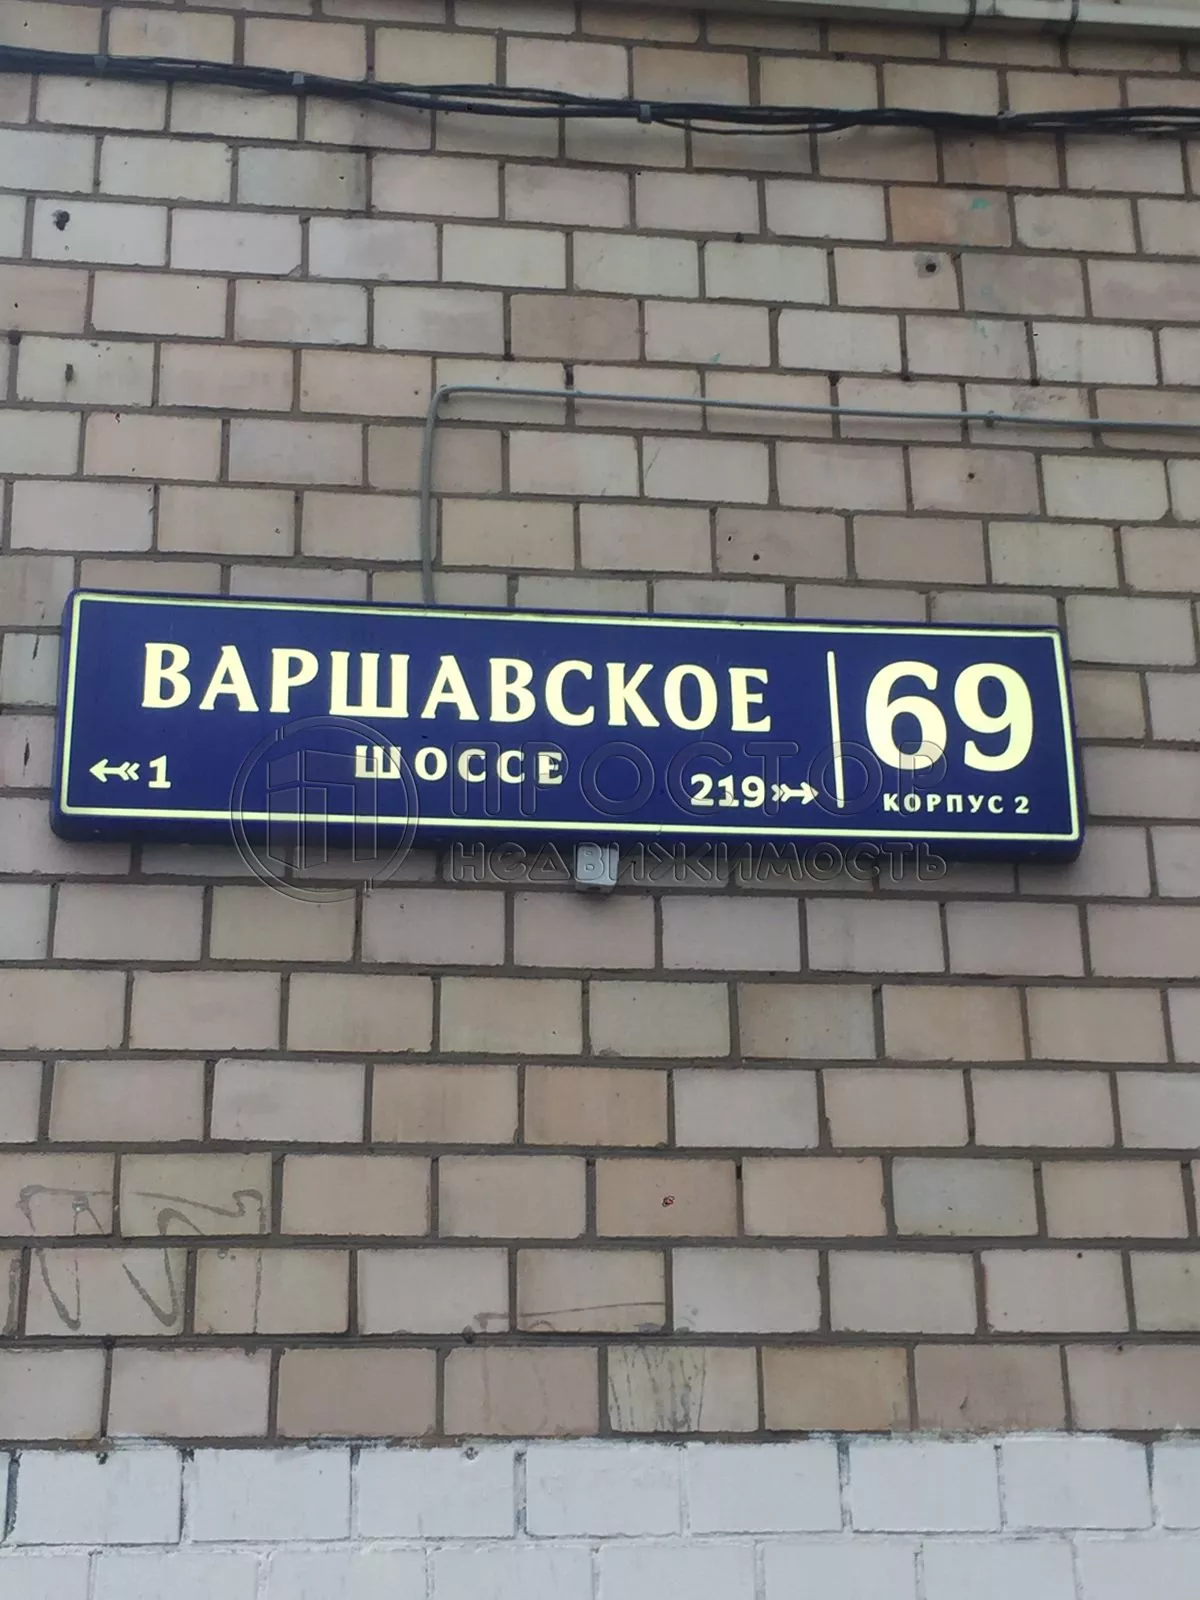 ВАРШАВСКОЕ
ШОССЕ
1
219
69
КОРПУС 2
ПРОСТОР
НЕДВИЖИМОСТЬ